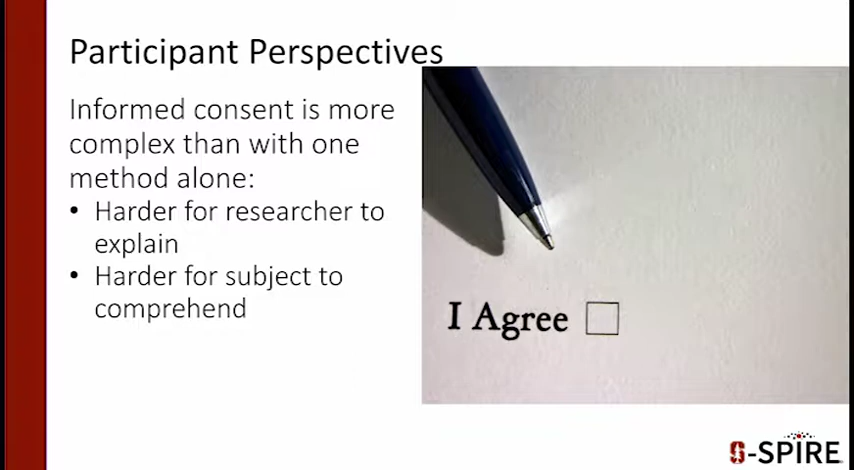 Participant Perspectives
Informed consent is more
complex than with one
method alone:
• Harder for researcher to
explain
• Harder for subject to
comprehend
I Agree
S-SPIRE